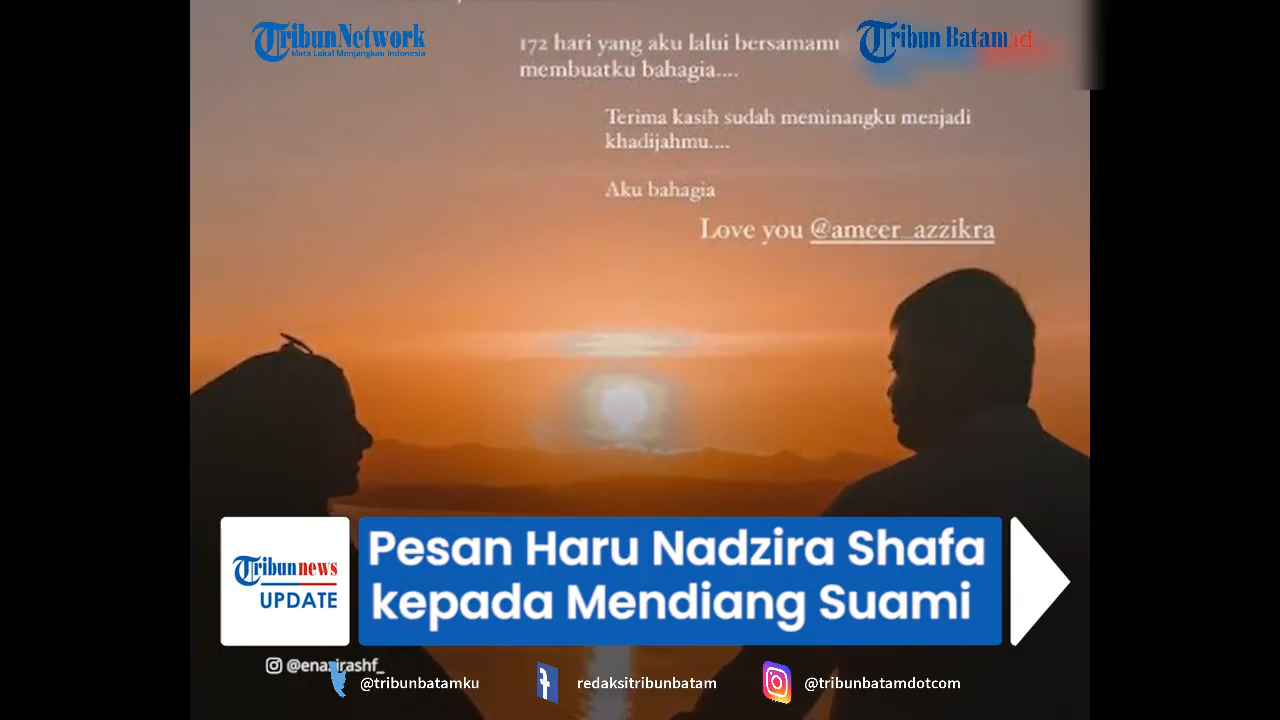 TribunNetwork
Mata Lokal Menjangkau Indonesia
Tribun Batam.id
172 hari yang aku lalui bersamamu
membuatku bahagia....
Terima kasih sudah meminangku menjadi
khadijahmu....
Aku bahagia
Love you @ameer_azzikra
Tribunnews
UPDATE
Pesan Haru Nadzira Shafa
kepada Mendiang Suami
@tribunbatamku
redaksitribunbatam
@tribunbatamdotcom